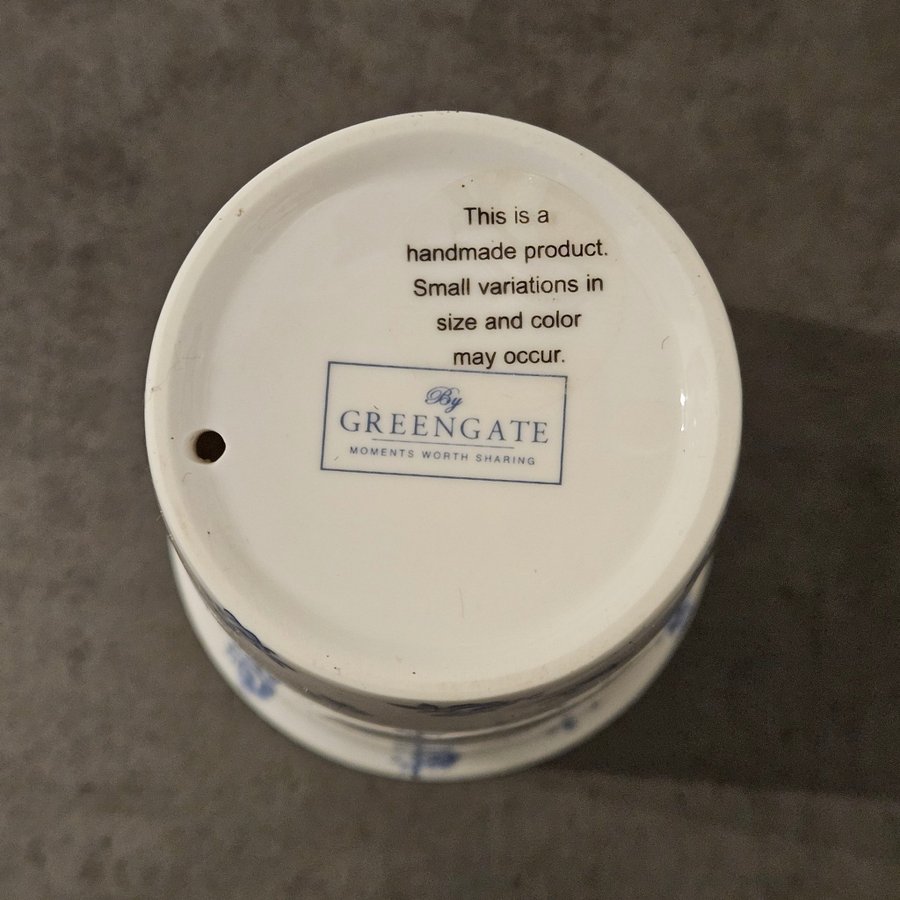 This is a
handmade product.
Small variations in
size and color
may occur.
By
GREENGATE
MOMENTS WORTH SHARING